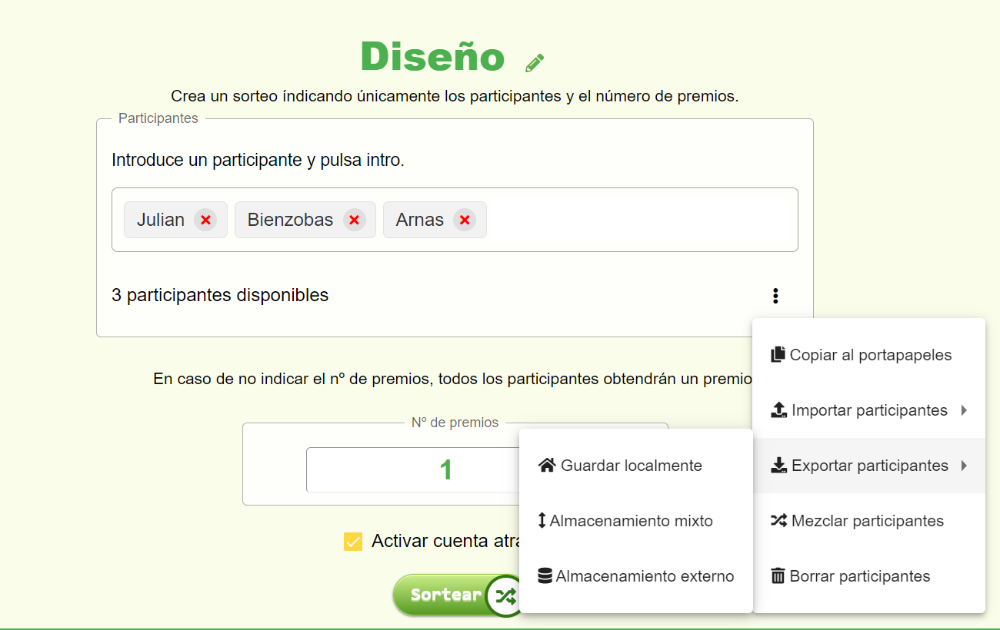 Diseño
Crea un sorteo índicando únicamente los participantes y el número de premios.
Participantes
Introduce un participante y pulsa intro.
Julian Bienzobas Arnas
3 participantes disponibles
Copiar al portapapeles
En caso de no indicar el nº de premios, todos los participantes obtendrán un premio
Importar participantes
Nº de premios
1
Guardar localmente
Exportar participantes
Almacenamiento mixto
Mezclar participantes
Activar cuenta atrá
Almacenamiento externo
Borrar participantes
Sortear